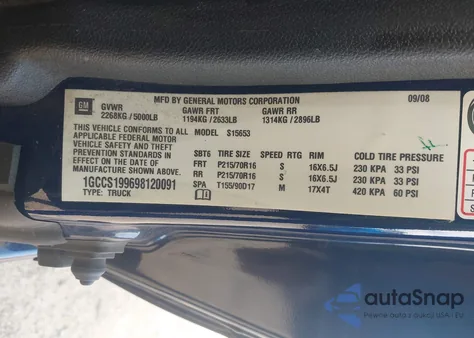 MFD BY GENERAL MOTORS CORPORATION
09/08
GM
GVWR GAWR FRT GAWR RR
2268KG / 5000LB 1194KG / 2633LB 1314KG / 2896LB
THIS VEHICLE CONFORMS TO ALL MODEL S15653
APPLICABLE FEDERAL MOTOR
VEHICLE SAFETY, BUMPER, AND
THEFT PREVENTION STANDARDS
IN EFFECT ON THE DATE OF
MANUFACTURE SHOWN ABOVE.
1GCCS199698120091
TYPE: TRUCK
SBT6 TIRE SIZE SPEED RIM COLD TIRE PRESSURE
FRT P215/70R16 S 16X6.5J 230 KPA 33 PSI
RR P215/70R16 S 16X6.5J 230 KPA 33 PSI
SPA T155/90D17 M 17X4T 420 KPA 60 PSI
autoSnap